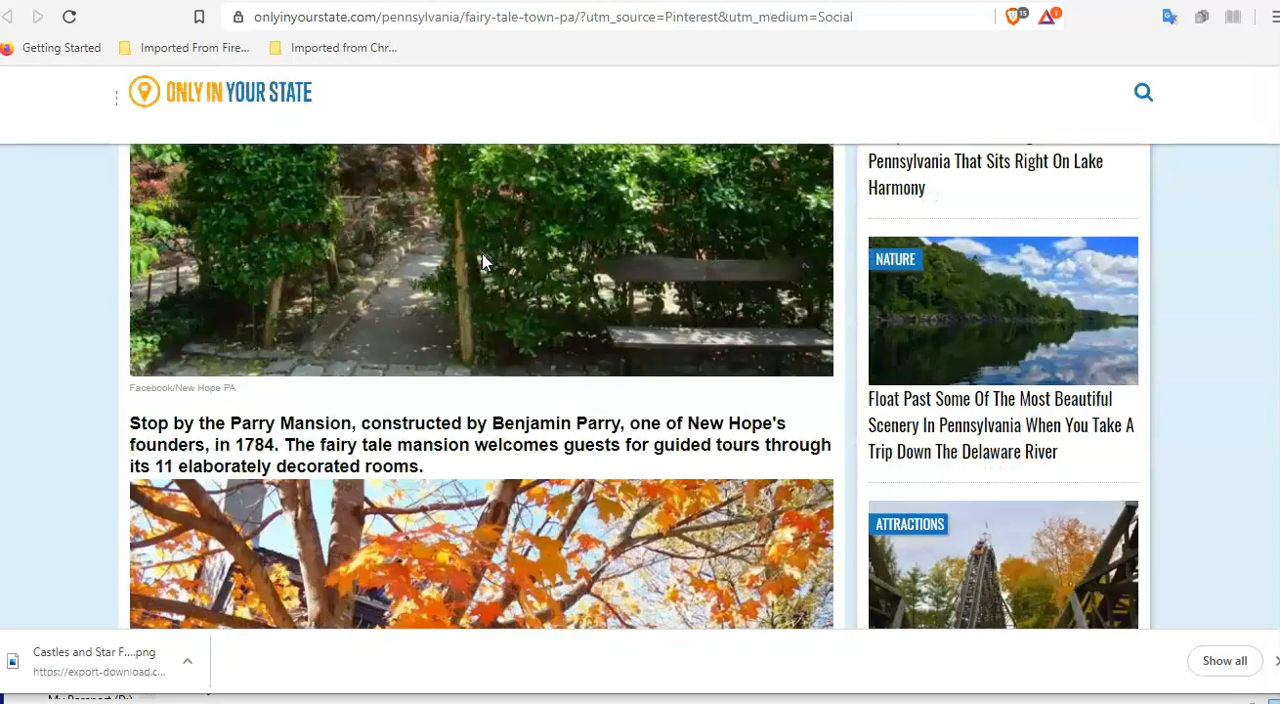 onlyinyourstate.com/pennsylvania/fairy-tale-town-pa/?utm_source=Pinterest&utm_medium=Social
15
1
Getting Started
Imported From Fire...
Imported from Chr...
ONLY IN YOUR STATE
Pennsylvania That Sits Right On Lake
Harmony
NATURE
Float Past Some Of The Most Beautiful
Scenery In Pennsylvania When You Take A
Trip Down The Delaware River
ATTRACTIONS
Facebook/New Hope PA
Stop by the Parry Mansion, constructed by Benjamin Parry, one of New Hope's
founders, in 1784. The fairy tale mansion welcomes guests for guided tours through
its 11 elaborately decorated rooms.
Castles and Star F....png
https://export-download.c...
Show all
My Passport (D:)